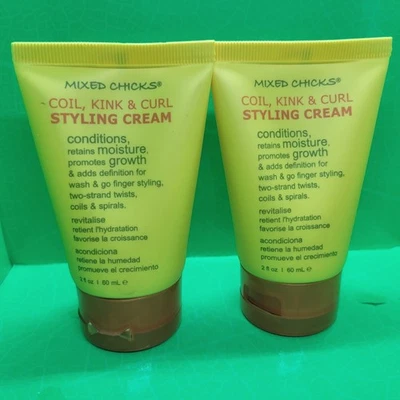 MIXED CHICKS®
COIL, KINK & CURL
STYLING CREAM
conditions,
retains moisture,
promotes growth
& adds definition for
wash & go finger styling,
two-strand twists,
coils & spirals.
revitalise
retient l'hydratation
favorise la croissance
acondiciona
retiene la humedad
promueve el crecimiento
2 fl oz | 60 mL ℮
MIXED CHICKS®
COIL, KINK & CURL
STYLING CREAM
conditions,
retains moisture,
promotes growth
& adds definition for
wash & go finger styling,
two-strand twists,
coils & spirals.
revitalise
retient l'hydratation
favorise la croissance
acondiciona
retiene la humedad
promueve el crecimiento
2 fl oz | 60 mL ℮